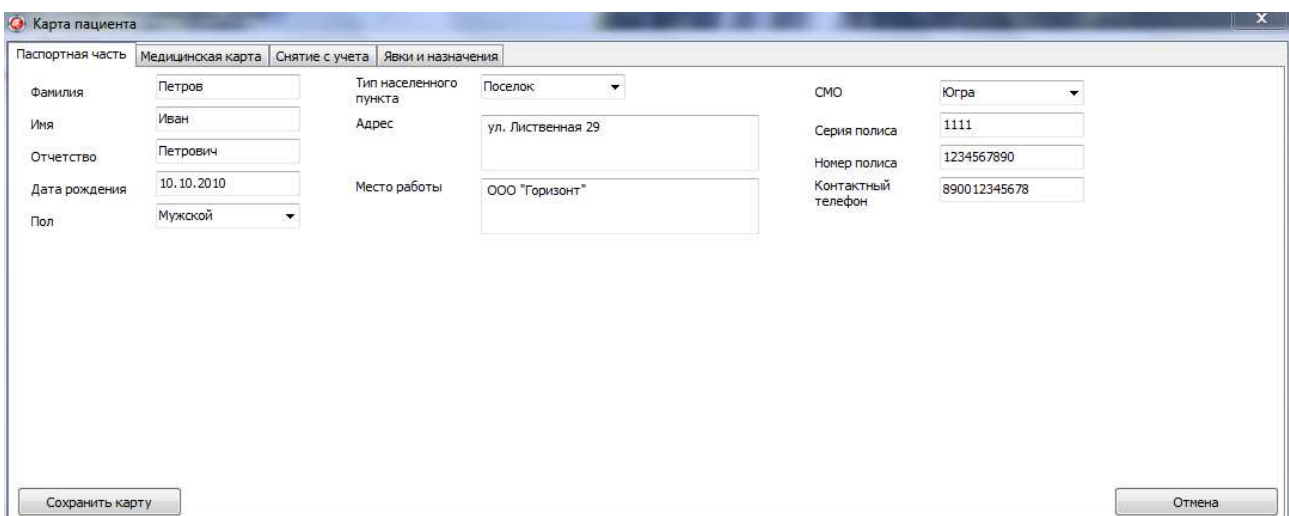 Карта пациента
X
Паспортная часть
Медицинская карта
Снятие с учета
Явки и назначения
Фамилия
Петров
Имя
Иван
Отчетство
Петрович
Дата рождения
10.10.2010
Пол
Мужской
Тип населенного
пункта
Поселок
Адрес
ул. Лиственная 29
Место работы
ООО "Горизонт"
СМО
Югра
Серия полиса
1111
Номер полиса
1234567890
Контактный
телефон
890012345678
Сохранить карту
Отмена